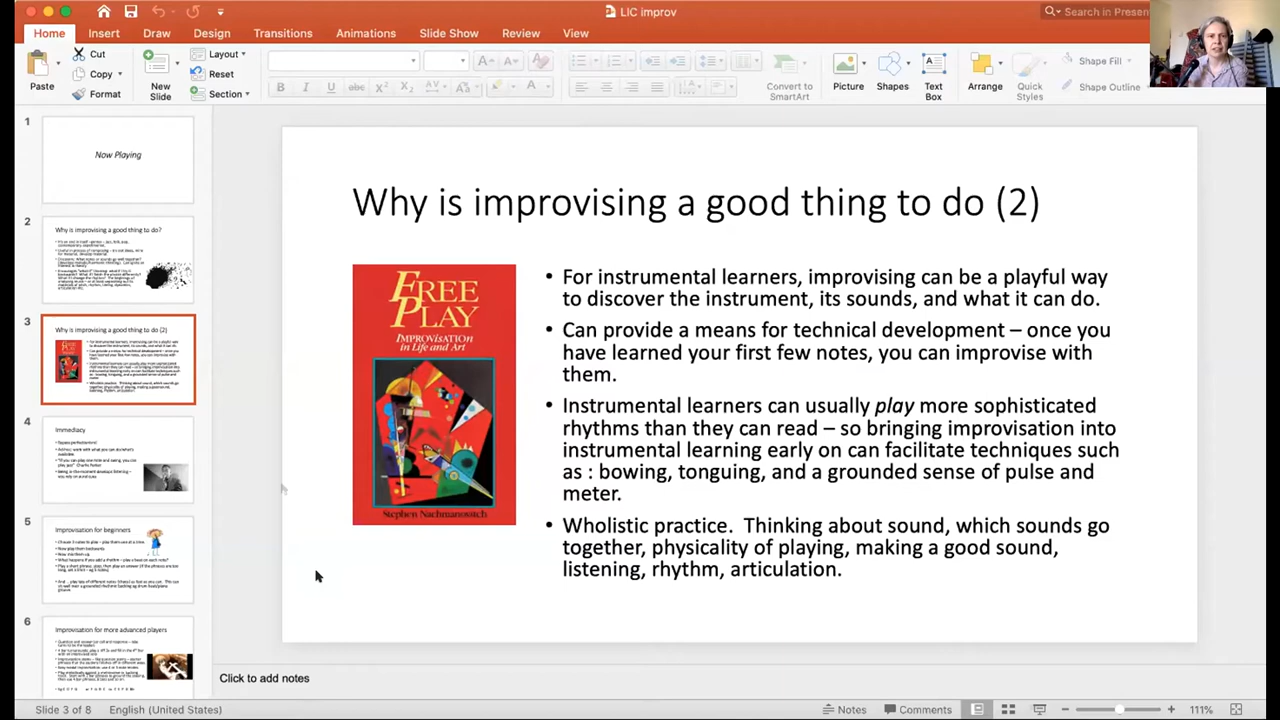 LIC improv
Search in Presen
Home Insert Draw Design Transitions Animations Slide Show Review View
Paste
Cut
Copy
Format
New
Slide
Layout
Reset
Section
B I U
Convert to
SmartArt
Picture
Shapes
Text
Box
Arrange
Quick
Styles
Shape Fill
Shape Outline
1
Now Playing
2
Why is improvising a good thing to do?
3
Why is improvising a good thing to do (2)
4
Immediacy
5
Improvisation for beginners
6
Improvisation for more advanced players
Why is improvising a good thing to do (2)
FREE
PLAY
IMPROVISATION
in Life and Art
Stephen Nachmanovitch
• For instrumental learners, improvising can be a playful way
to discover the instrument, its sounds, and what it can do.
• Can provide a means for technical development – once you
have learned your first few notes, you can improvise with
them.
• Instrumental learners can usually play more sophisticated
rhythms than they can read – so bringing improvisation into
instrumental learning early on can facilitate techniques such
as : bowing, tonguing, and a grounded sense of pulse and
meter.
• Wholistic practice. Thinking about sound, which sounds go
together, physicality of playing, making a good sound,
listening, rhythm, articulation.
Click to add notes
Slide 3 of 8 English (United States) Notes Comments 111%